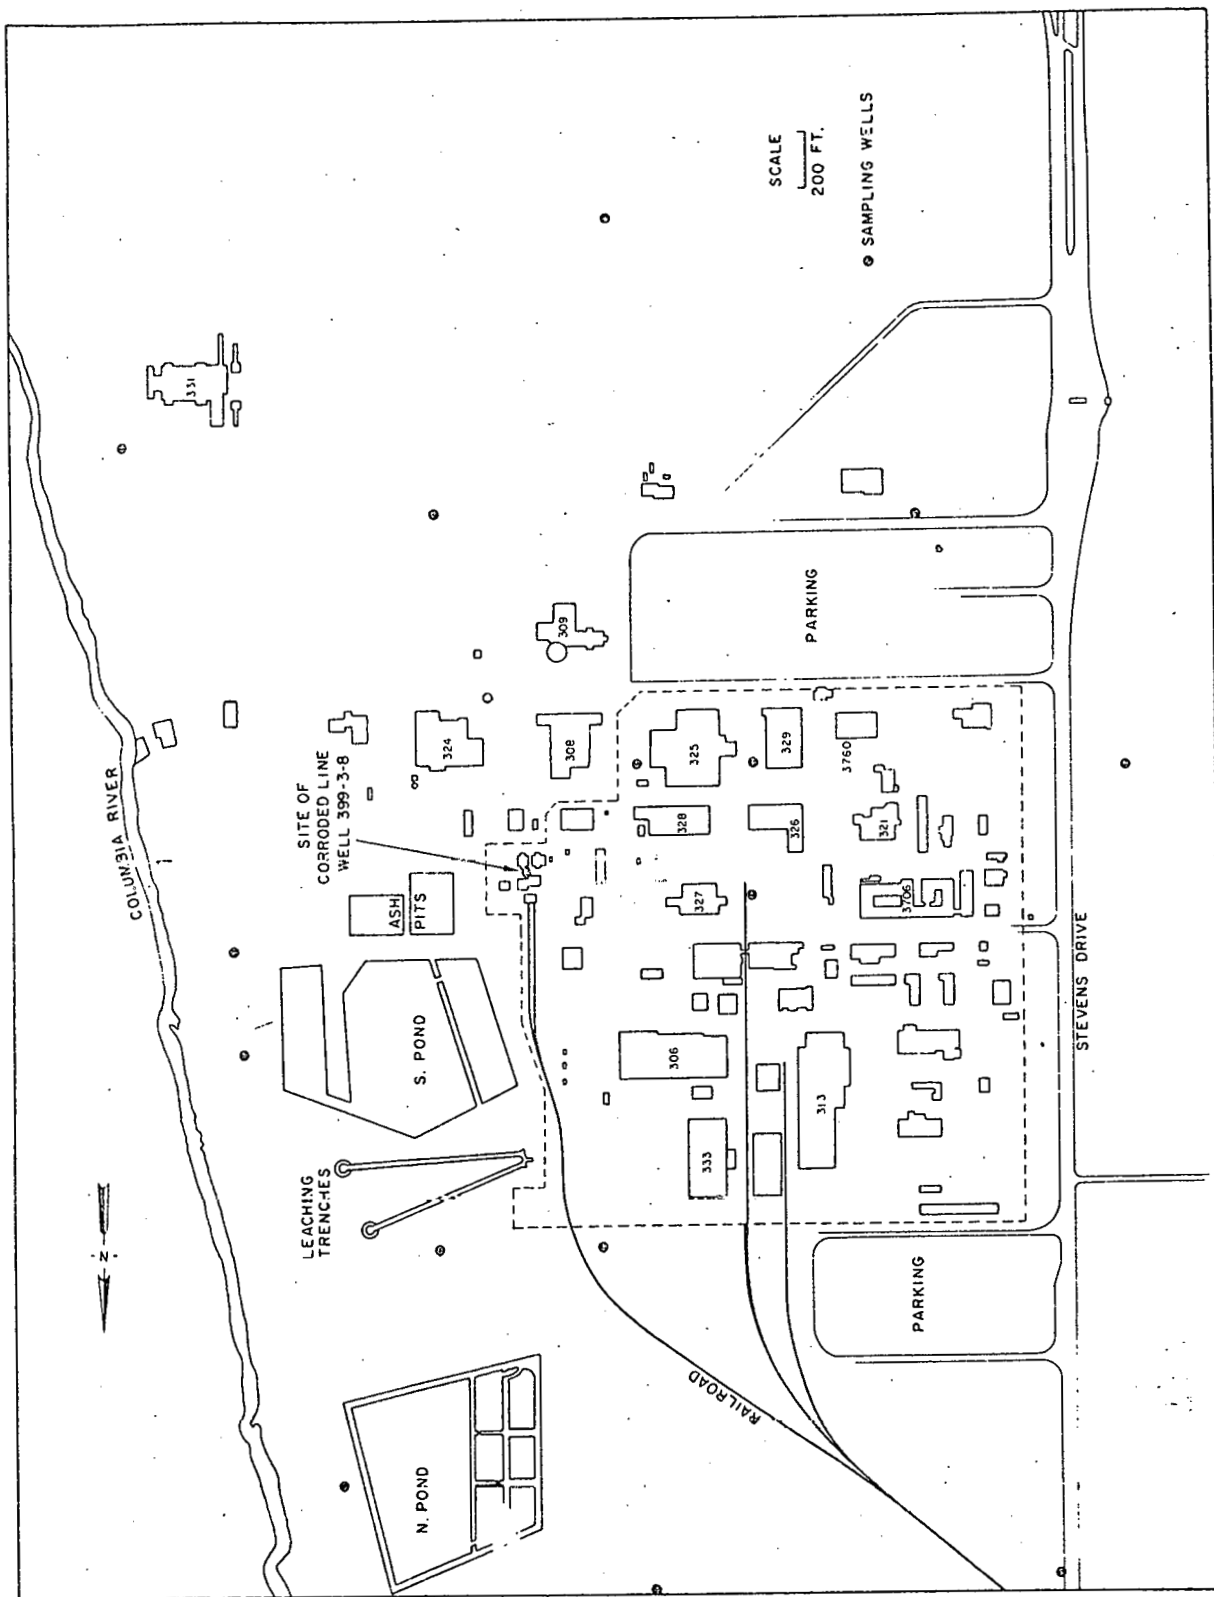 COLUMBIA RIVER
SITE OF
CORRODED LINE
WELL 399-3-8
ASH
PITS
S. POND
LEACHING
TRENCHES
N
N. POND
RAILROAD
PARKING
PARKING
STEVENS DRIVE
SCALE
200 FT.
SAMPLING WELLS
331
309
324
308
325
329
3760
328
326
321
327
3706
306
333
313